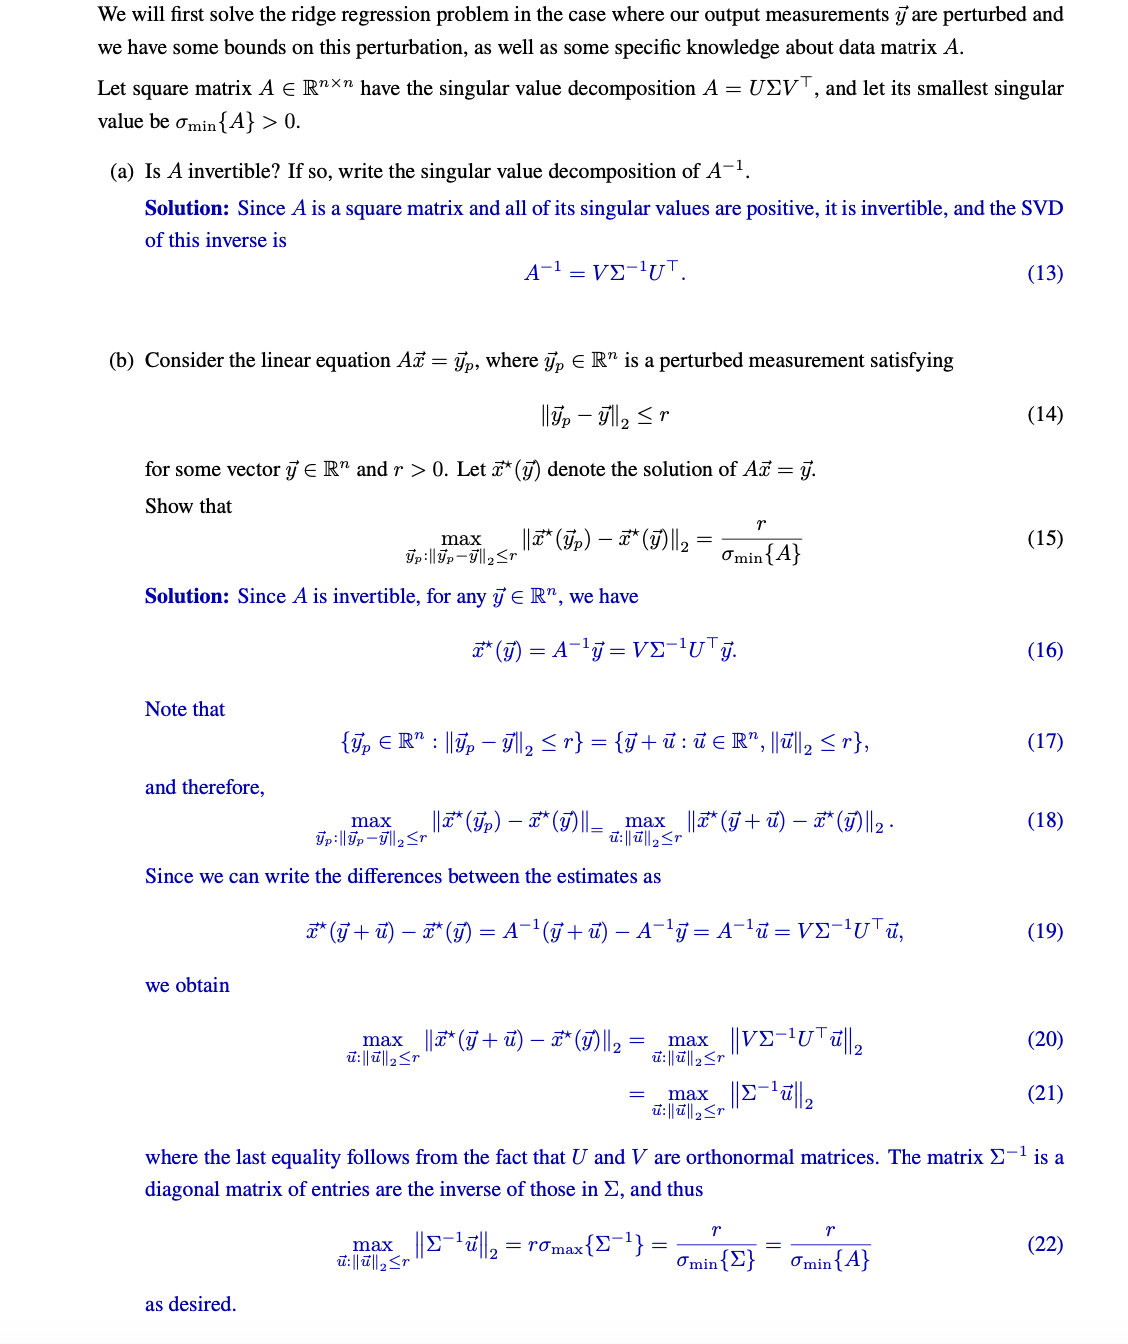 We will first solve the ridge regression problem in the case where our output measurements $\vec{y}$ are perturbed and
we have some bounds on this perturbation, as well as some specific knowledge about data matrix $A$.
Let square matrix $A \in \mathbb{R}^{n \times n}$ have the singular value decomposition $A = U\Sigma V^\top$, and let its smallest singular
value be $\sigma_{\min}\{A\} > 0$.
(a) Is $A$ invertible? If so, write the singular value decomposition of $A^{-1}$.
Solution: Since $A$ is a square matrix and all of its singular values are positive, it is invertible, and the SVD
of this inverse is
$A^{-1} = V\Sigma^{-1}U^\top.$ (13)
(b) Consider the linear equation $A\vec{x} = \vec{y}_p$, where $\vec{y}_p \in \mathbb{R}^n$ is a perturbed measurement satisfying
$\|\vec{y}_p - \vec{y}\|_2 \leq r$ (14)
for some vector $\vec{y} \in \mathbb{R}^n$ and $r > 0$. Let $\vec{x}^\star(\vec{y})$ denote the solution of $A\vec{x} = \vec{y}$.
Show that
$\max_{\vec{y}_p : \|\vec{y}_p - \vec{y}\|_2 \leq r} \|\vec{x}^\star(\vec{y}_p) - \vec{x}^\star(\vec{y})\|_2 = \frac{r}{\sigma_{\min}\{A\}}$ (15)
Solution: Since $A$ is invertible, for any $\vec{y} \in \mathbb{R}^n$, we have
$\vec{x}^\star(\vec{y}) = A^{-1}\vec{y} = V\Sigma^{-1}U^\top\vec{y}.$ (16)
Note that
$\{\vec{y}_p \in \mathbb{R}^n : \|\vec{y}_p - \vec{y}\|_2 \leq r\} = \{\vec{y} + \vec{u} : \vec{u} \in \mathbb{R}^n, \|\vec{u}\|_2 \leq r\},$ (17)
and therefore,
$\max_{\vec{y}_p : \|\vec{y}_p - \vec{y}\|_2 \leq r} \|\vec{x}^\star(\vec{y}_p) - \vec{x}^\star(\vec{y})\|_= \max_{\vec{u} : \|\vec{u}\|_2 \leq r} \|\vec{x}^\star(\vec{y} + \vec{u}) - \vec{x}^\star(\vec{y})\|_2.$ (18)
Since we can write the differences between the estimates as
$\vec{x}^\star(\vec{y} + \vec{u}) - \vec{x}^\star(\vec{y}) = A^{-1}(\vec{y} + \vec{u}) - A^{-1}\vec{y} = A^{-1}\vec{u} = V\Sigma^{-1}U^\top\vec{u},$ (19)
we obtain
$\max_{\vec{u} : \|\vec{u}\|_2 \leq r} \|\vec{x}^\star(\vec{y} + \vec{u}) - \vec{x}^\star(\vec{y})\|_2 = \max_{\vec{u} : \|\vec{u}\|_2 \leq r} \|V\Sigma^{-1}U^\top\vec{u}\|_2$ (20)
$= \max_{\vec{u} : \|\vec{u}\|_2 \leq r} \|\Sigma^{-1}\vec{u}\|_2$ (21)
where the last equality follows from the fact that $U$ and $V$ are orthonormal matrices. The matrix $\Sigma^{-1}$ is a
diagonal matrix of entries are the inverse of those in $\Sigma$, and thus
$\max_{\vec{u} : \|\vec{u}\|_2 \leq r} \|\Sigma^{-1}\vec{u}\|_2 = r\sigma_{\max}\{\Sigma^{-1}\} = \frac{r}{\sigma_{\min}\{\Sigma\}} = \frac{r}{\sigma_{\min}\{A\}}$ (22)
as desired.